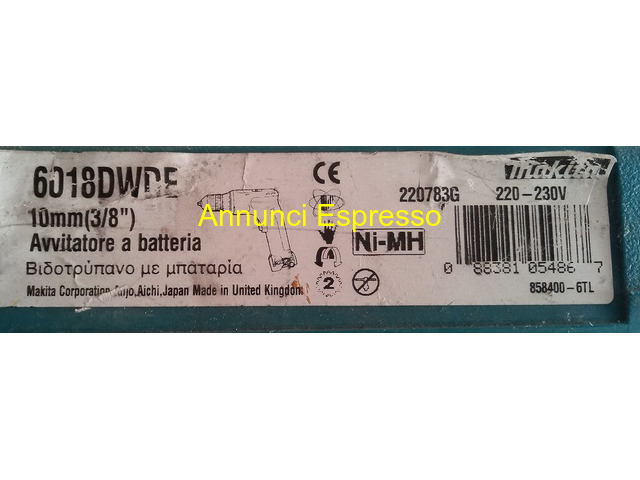 6018DWDE
10mm(3/8")
Avvitatore a batteria
Βιδοτρύπανο με μπαταρία
Makita Corporation Anjo,Aichi,Japan Made in United Kingdom
CE
Annunci Espresso
Ni-MH
2
makita
220783G 220-230V
0 88381 05486 7
858400-6TL